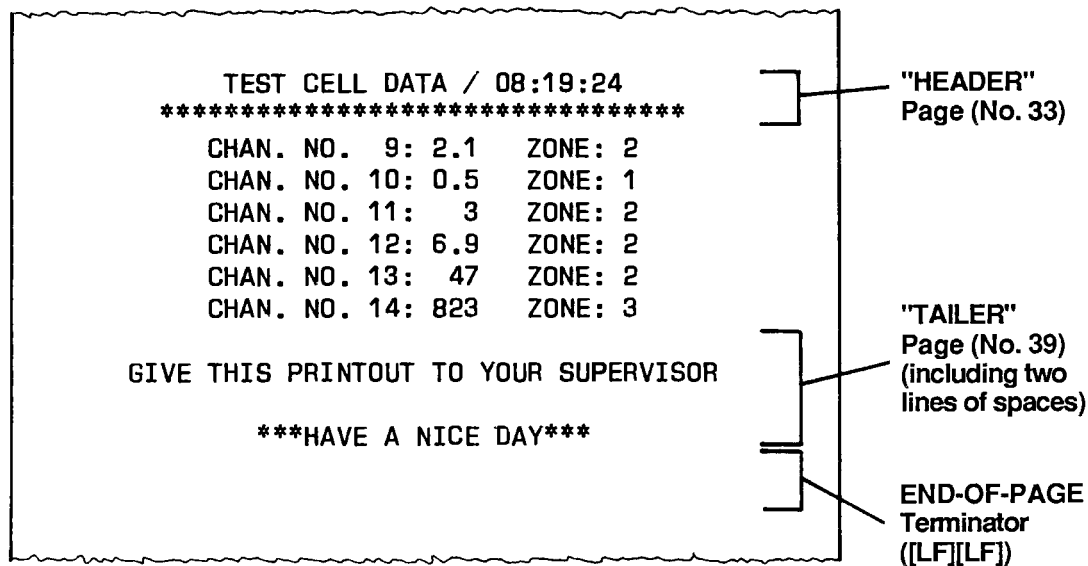 TEST CELL DATA / 08:19:24
*********************************
CHAN. NO.  9: 2.1   ZONE: 2
CHAN. NO. 10: 0.5   ZONE: 1
CHAN. NO. 11:   3   ZONE: 2
CHAN. NO. 12: 6.9   ZONE: 2
CHAN. NO. 13:  47   ZONE: 2
CHAN. NO. 14: 823   ZONE: 3
GIVE THIS PRINTOUT TO YOUR SUPERVISOR
***HAVE A NICE DAY***
"HEADER"
Page (No. 33)
"TAILER"
Page (No. 39)
(including two
lines of spaces)
END-OF-PAGE
Terminator
([LF][LF])